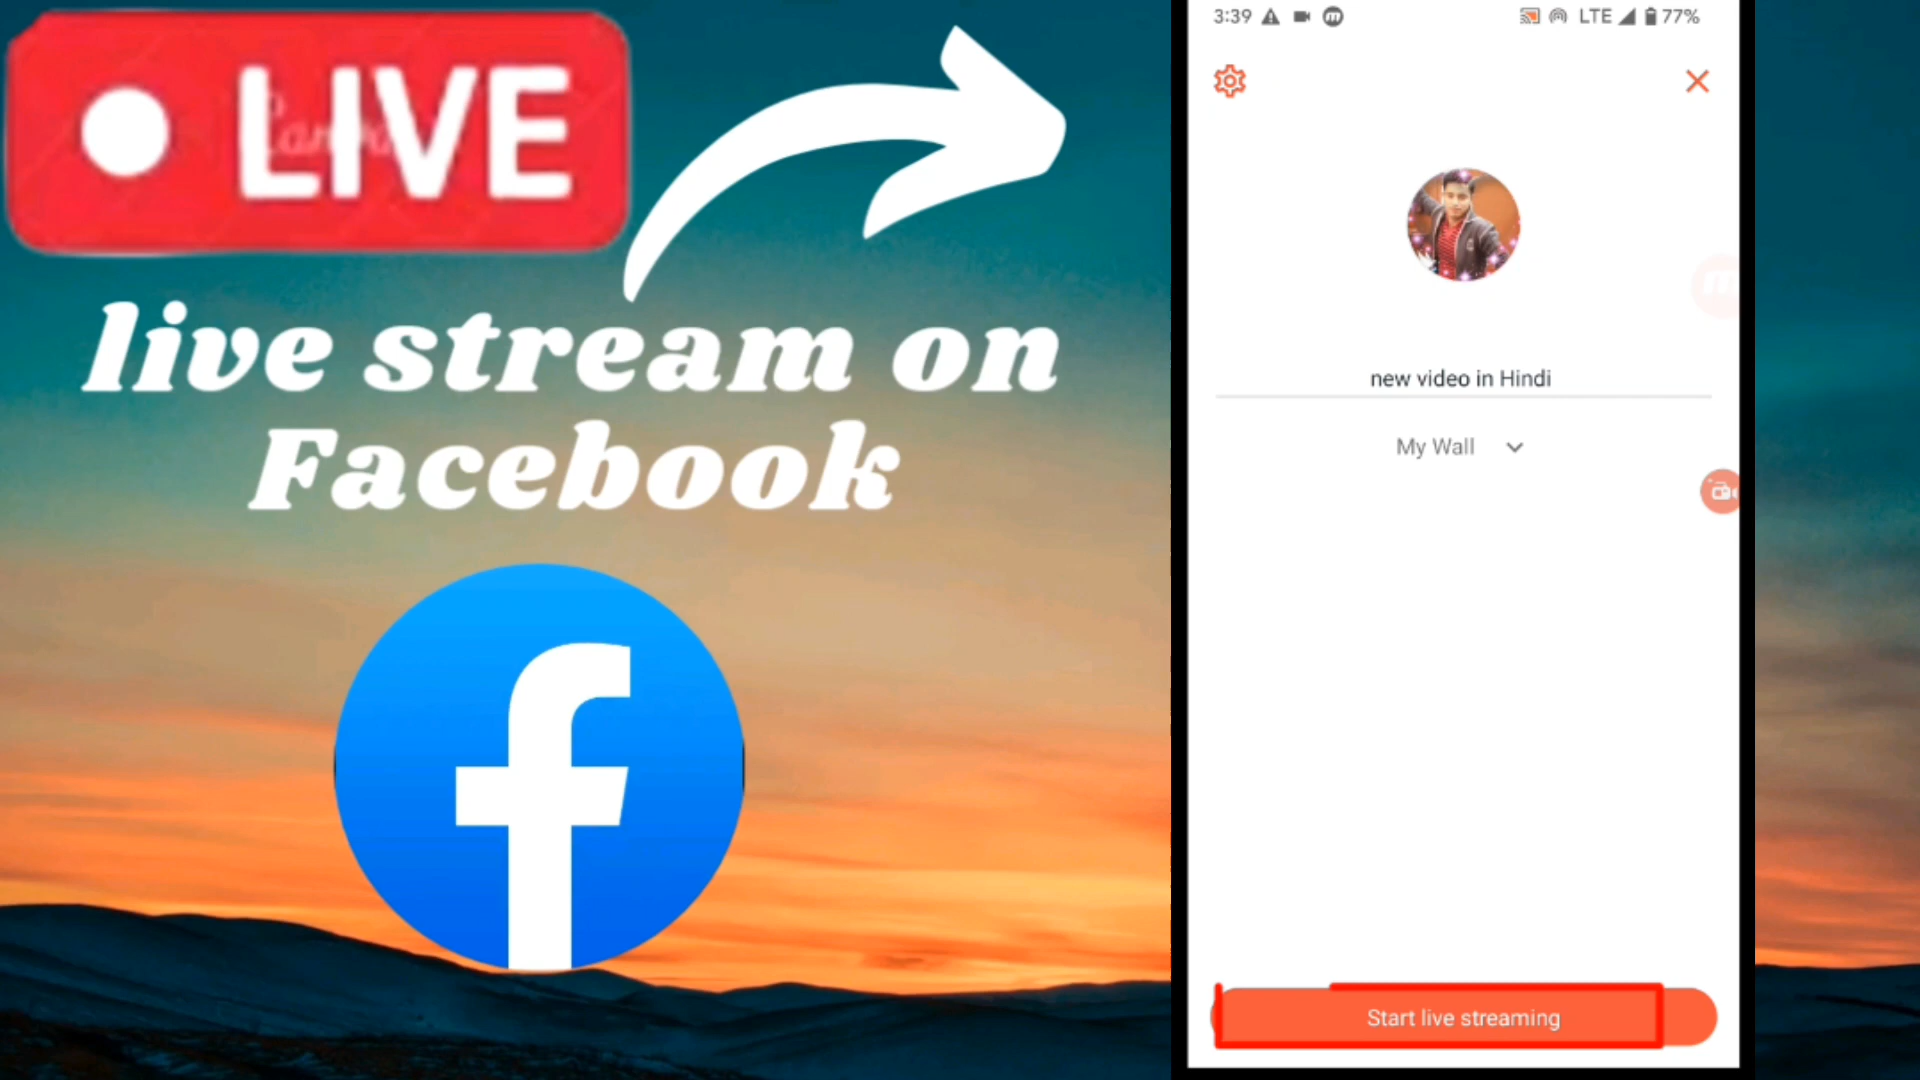 LIVE
live stream on
Facebook
f
3:39
LTE 77%
new video in Hindi
My Wall
Start live streaming